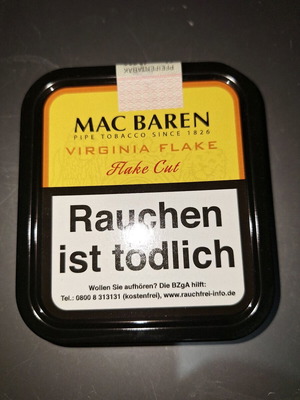 PFEIFENTABAK
MAC BAREN
PIPE TOBACCO SINCE 1826
VIRGINIA FLAKE
Flake Cut
Rauchen
ist tödlich
Wollen Sie aufhören? Die BZgA hilft:
Tel.: 0800 8 313131 (kostenfrei), www.rauchfrei-info.de